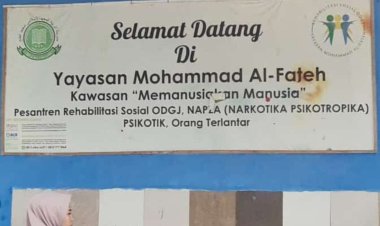 Selamat Datang
Di
Yayasan Mohammad Al-Fateh
Kawasan "Memanusiakan Manusia"
Pesantren Rehabilitasi Sosial ODGJ, NAPZA (NARKOTIKA PSIKOTROPIKA)
PSIKOTIK, Orang Terlantar